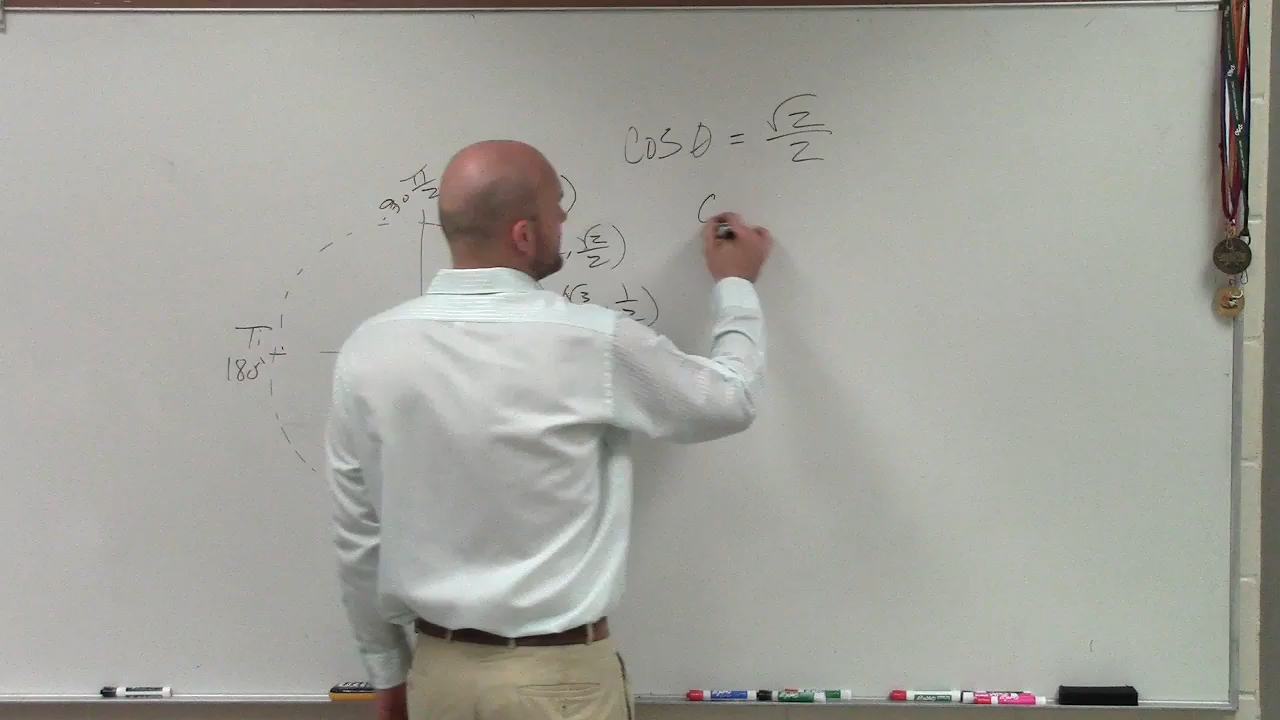 cos θ = √2/2
C
π/2
90°
)
, √2/2)
√3, 1/2)
π
180°